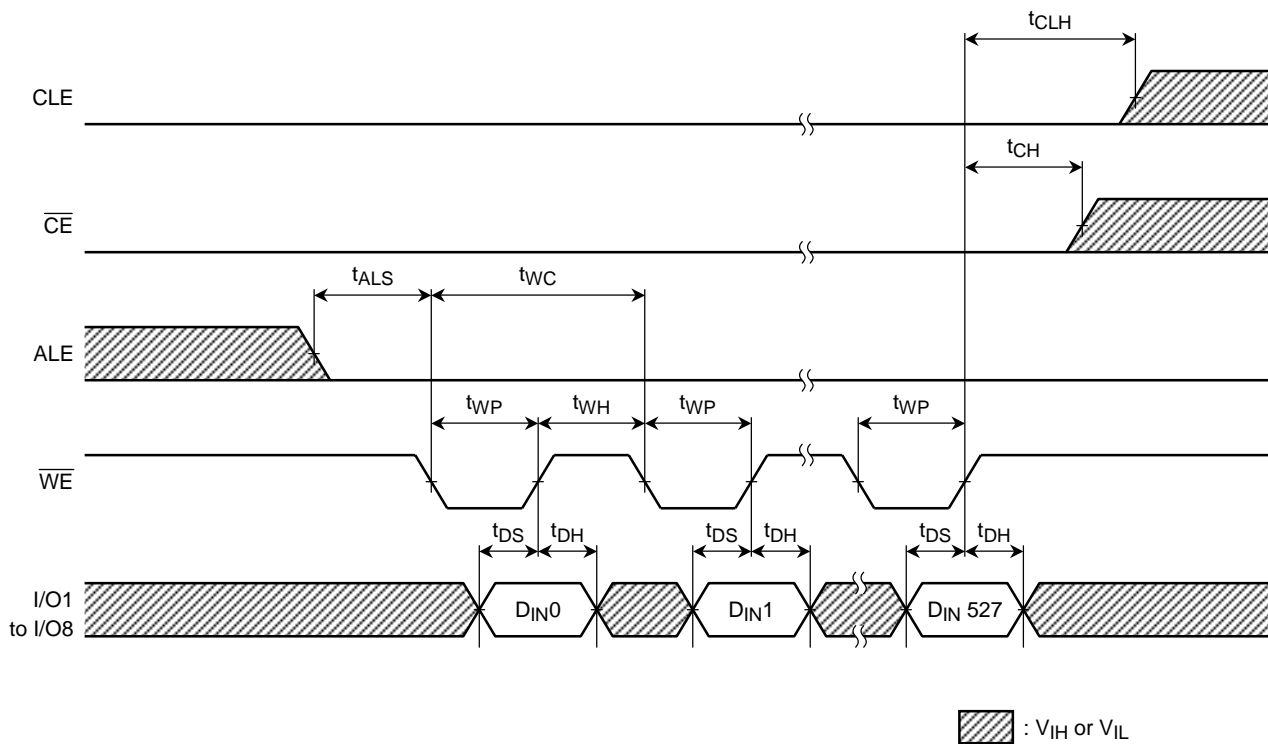 tCLH
CLE
tCH
CE
tALS
tWC
ALE
tWP
tWH
tWP
tWP
WE
tDS
tDH
tDS
tDH
tDS
tDH
I/O1
to I/O8
DIN0
DIN1
DIN 527
: VIH or VIL